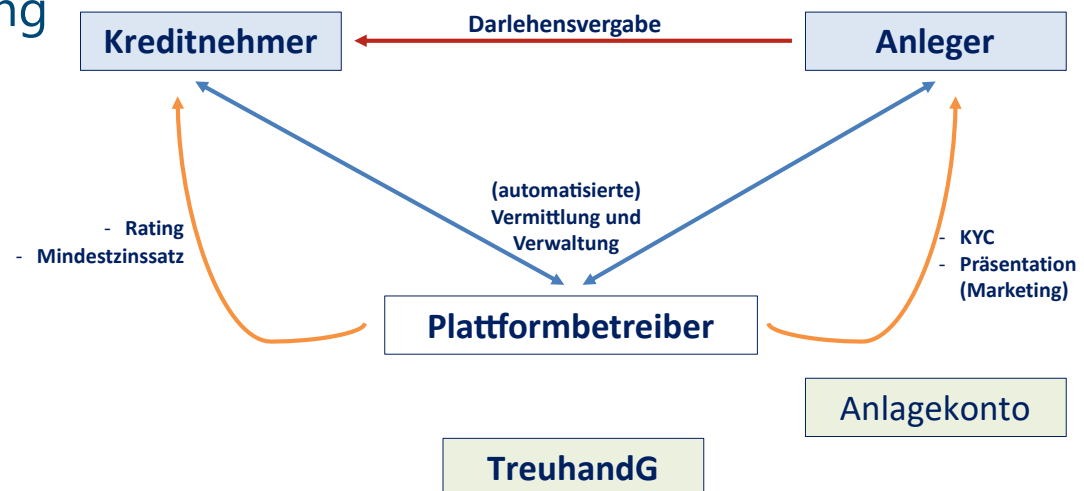 ng
Darlehensvergabe
Kreditnehmer
Anleger
(automatisierte)
Vermittlung und
Verwaltung
- Rating
- Mindestzinssatz
- KYC
- Präsentation
(Marketing)
Plattformbetreiber
Anlagekonto
TreuhandG